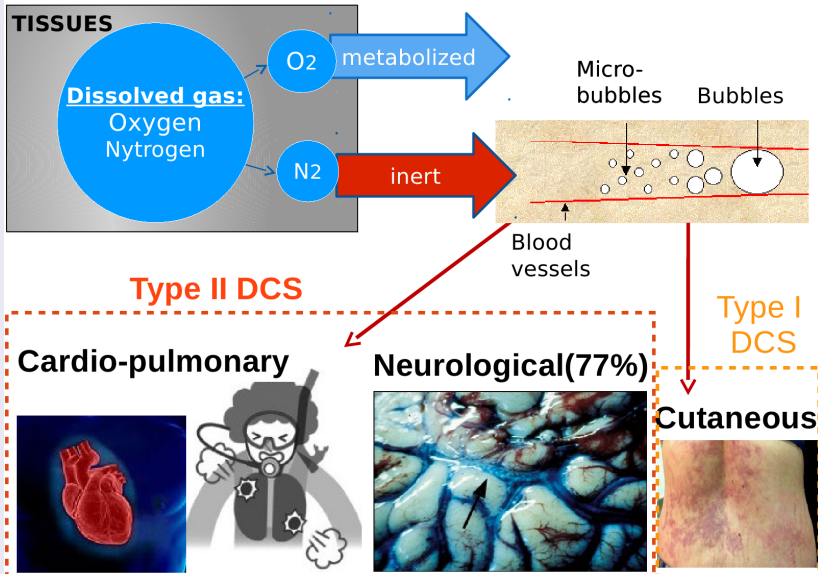 TISSUES
Dissolved gas:
Oxygen
Nytrogen
O2
metabolized
N2
inert
Micro-
bubbles
Bubbles
Blood
vessels
Type II DCS
Type I
DCS
Cardio-pulmonary
Neurological(77%)
Cutaneous